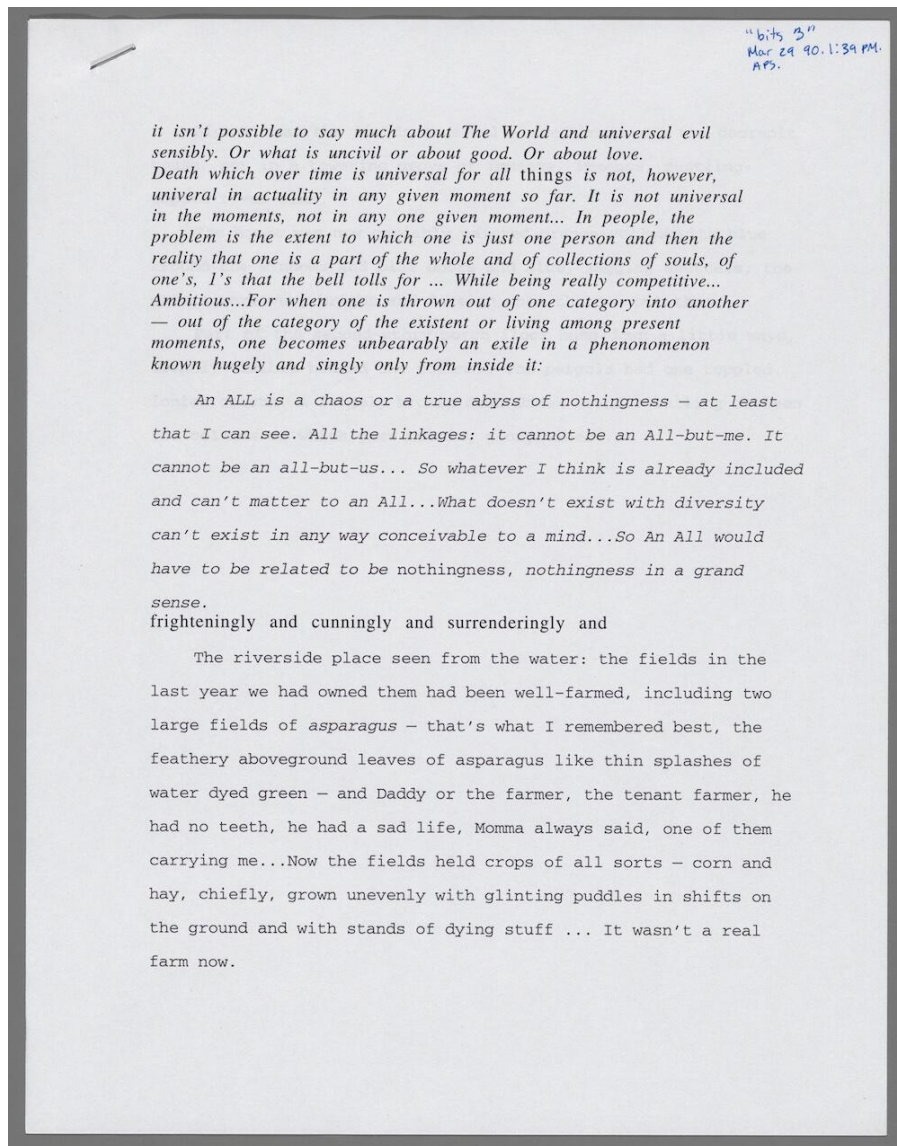 "bits 3"
Mar 29 90. 1:39 PM.
APS.
it isn't possible to say much about The World and universal evil
sensibly. Or what is uncivil or about good. Or about love.
Death which over time is universal for all things is not, however,
univeral in actuality in any given moment so far. It is not universal
in the moments, not in any one given moment... In people, the
problem is the extent to which one is just one person and then the
reality that one is a part of the whole and of collections of souls, of
one's, 1's that the bell tolls for ... While being really competitive...
Ambitious...For when one is thrown out of one category into another
— out of the category of the existent or living among present
moments, one becomes unbearably an exile in a phenonomenon
known hugely and singly only from inside it:
An ALL is a chaos or a true abyss of nothingness — at least
that I can see. All the linkages: it cannot be an All-but-me. It
cannot be an all-but-us... So whatever I think is already included
and can't matter to an All...What doesn't exist with diversity
can't exist in any way conceivable to a mind...So An All would
have to be related to be nothingness, nothingness in a grand
sense.
frighteningly and cunningly and surrenderingly and
The riverside place seen from the water: the fields in the
last year we had owned them had been well-farmed, including two
large fields of asparagus — that's what I remembered best, the
feathery aboveground leaves of asparagus like thin splashes of
water dyed green — and Daddy or the farmer, the tenant farmer, he
had no teeth, he had a sad life, Momma always said, one of them
carrying me...Now the fields held crops of all sorts — corn and
hay, chiefly, grown unevenly with glinting puddles in shifts on
the ground and with stands of dying stuff ... It wasn't a real
farm now.